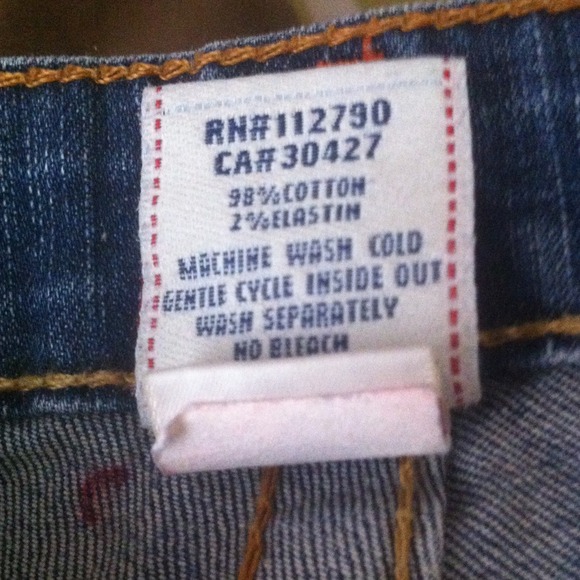 RN#112790
CA#30427
98%COTTON
2%ELASTIN
MACHINE WASH COLD
GENTLE CYCLE INSIDE OUT
WASH SEPARATELY
NO BLEACH